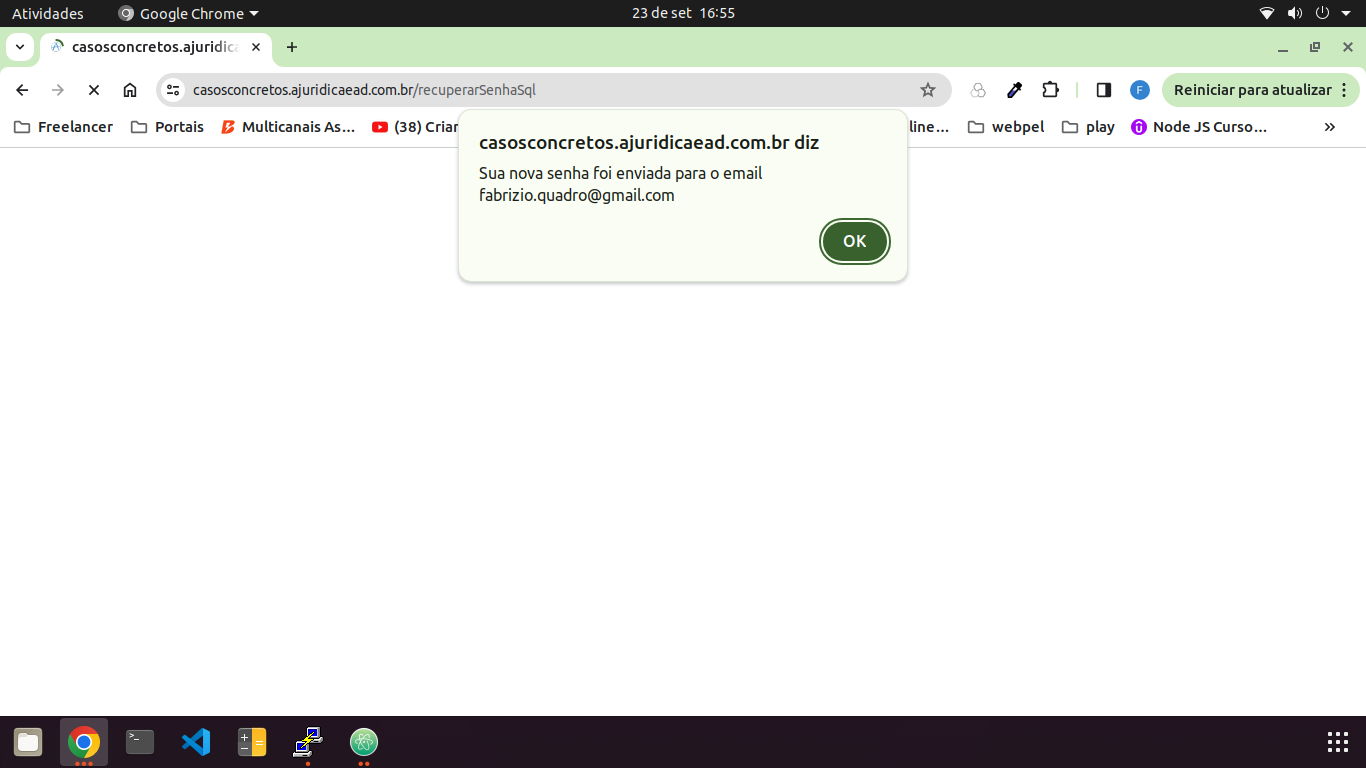 Atividades
Google Chrome
23 de set 16:55
casosconcretos.ajuridica
casosconcretos.ajuridicaead.com.br/recuperarSenhaSql
F
Reiniciar para atualizar
Freelancer
Portais
Multicanais As...
(38) Criar
line...
webpel
play
Node JS Curso...
casosconcretos.ajuridicaead.com.br diz
Sua nova senha foi enviada para o email
fabrizio.quadro@gmail.com
OK